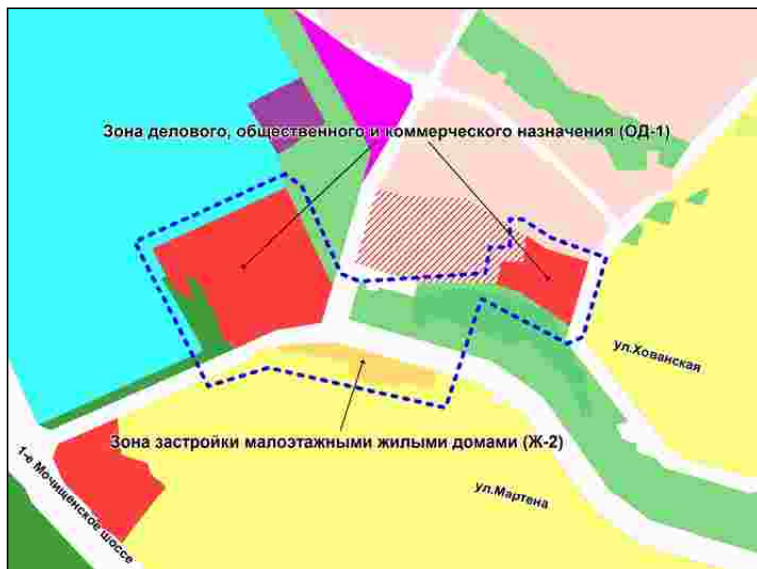 Зона делового, общественного и коммерческого назначения (ОД-1)
ул.Хованская
Зона застройки малоэтажными жилыми домами (Ж-2)
1-е Мочищенское шоссе
ул.Мартена